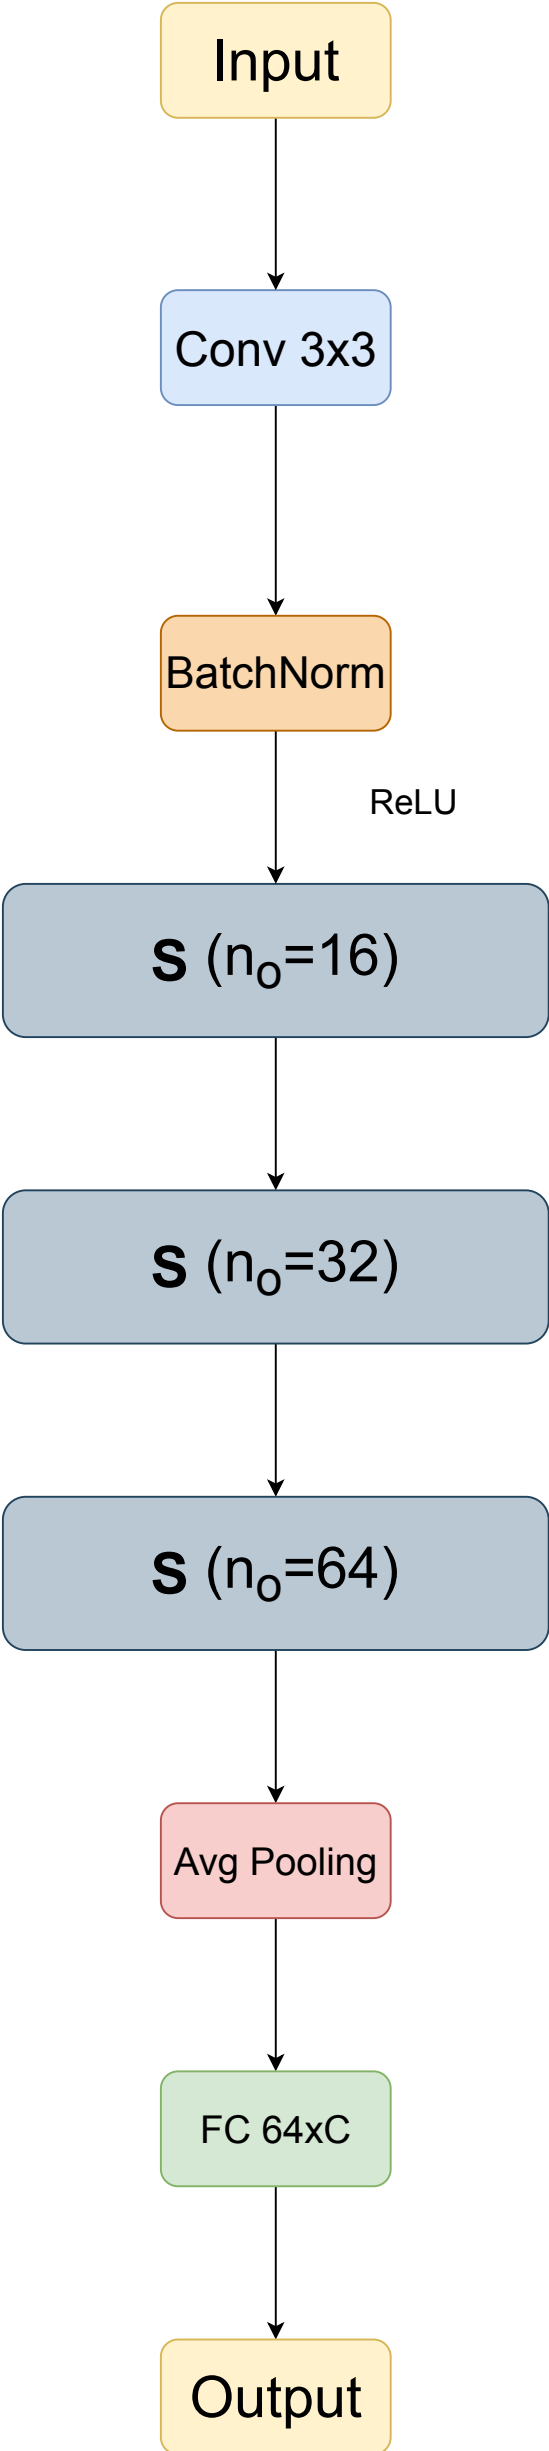 Input
Conv 3x3
BatchNorm
ReLU
S (nₒ=16)
S (nₒ=32)
S (nₒ=64)
Avg Pooling
FC 64xC
Output